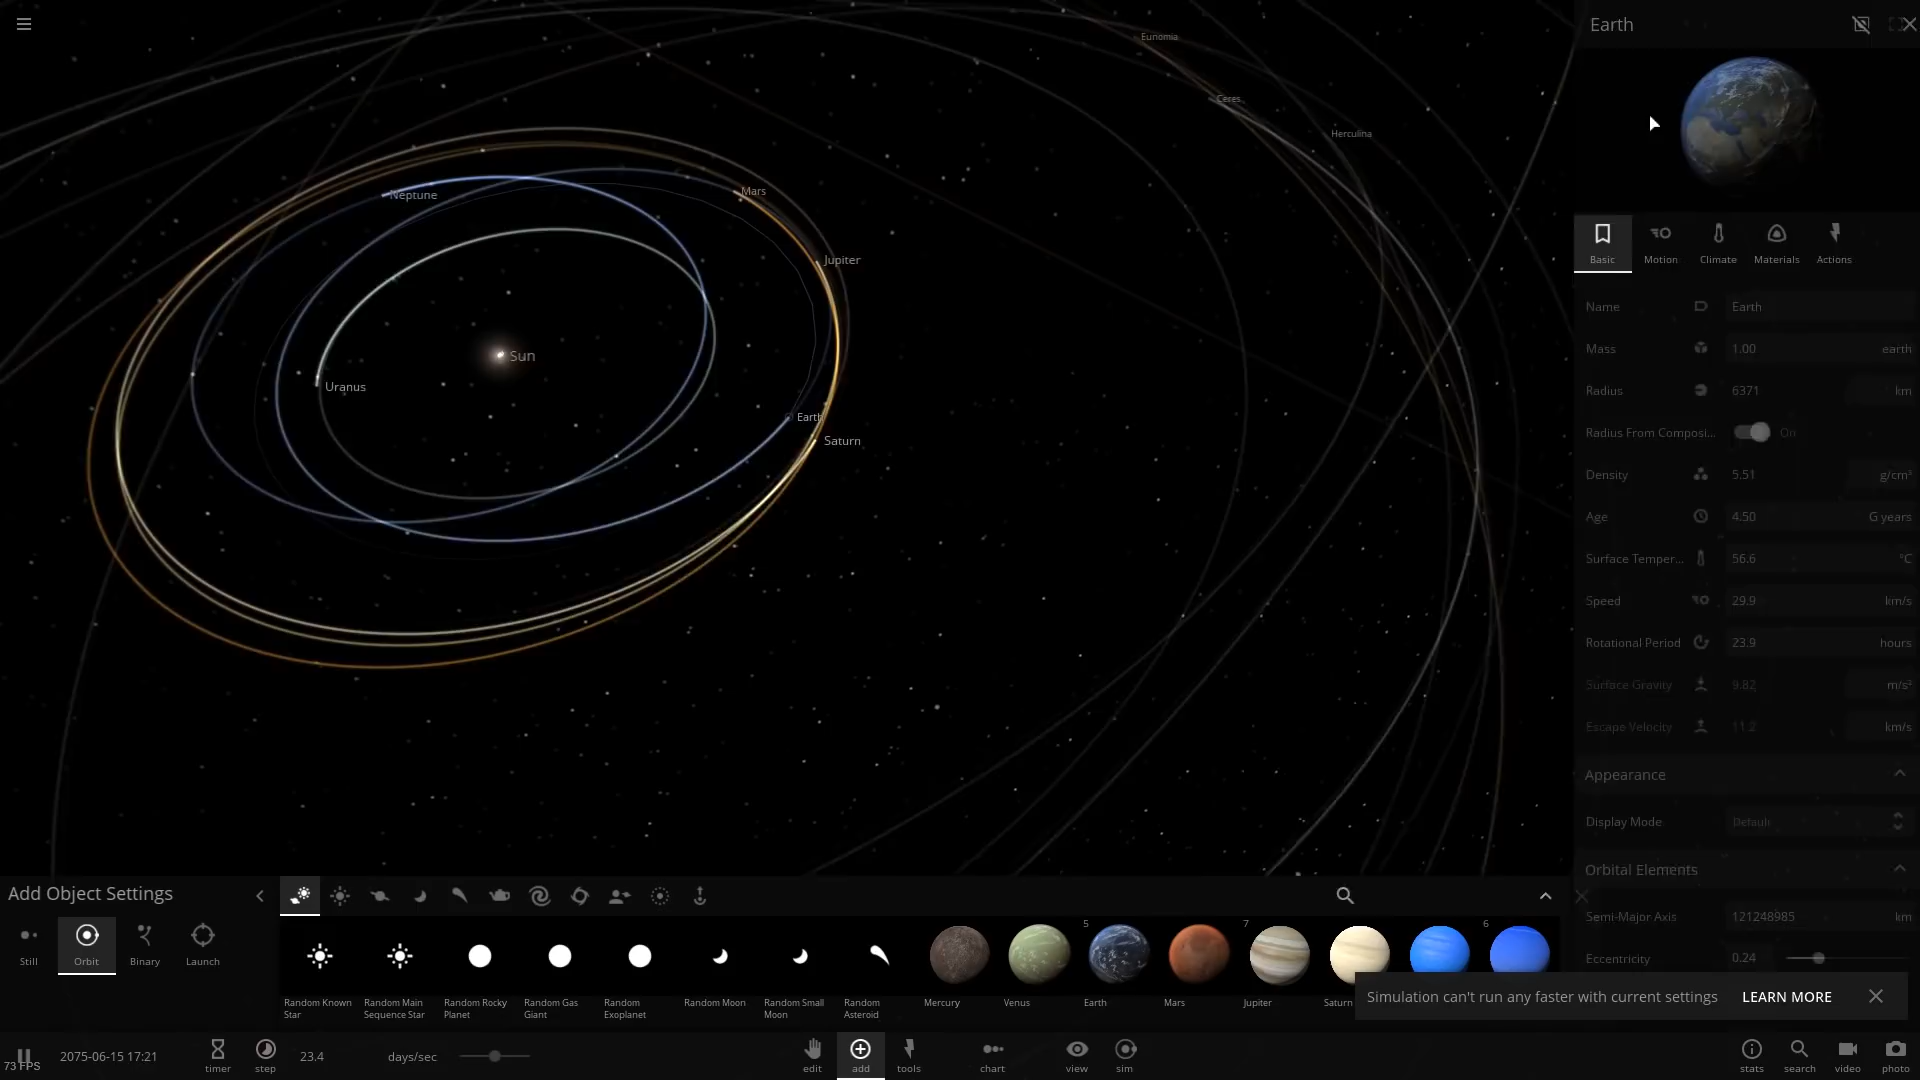 Earth
Eunomia
Ceres
Herculina
Neptune
Mars
Jupiter
Sun
Uranus
Earth
Saturn
Basic
Motion
Climate
Materials
Actions
Name Earth
Mass 1.00 earth
Radius 6371 km
Radius From Composi... On
Density 5.51 g/cm³
Age 4.50 G years
Surface Temper... 56.6 °C
Speed 29.9 km/s
Rotational Period 23.9 hours
Surface Gravity 9.82 m/s²
Escape Velocity 11.2 km/s
Appearance
Display Mode Default
Orbital Elements
Semi-Major Axis 121248985 km
Eccentricity 0.24
Add Object Settings
Still
Orbit
Binary
Launch
5
7
6
Random Known
Star
Random Main
Sequence Star
Random Rocky
Planet
Random Gas
Giant
Random
Exoplanet
Random Moon
Random Small
Moon
Random
Asteroid
Mercury
Venus
Earth
Mars
Jupiter
Saturn
Simulation can't run any faster with current settings LEARN MORE
73 FPS
2075-06-15 17:21
timer
step
23.4 days/sec
edit
add
tools
chart
view
sim
stats
search
video
photo